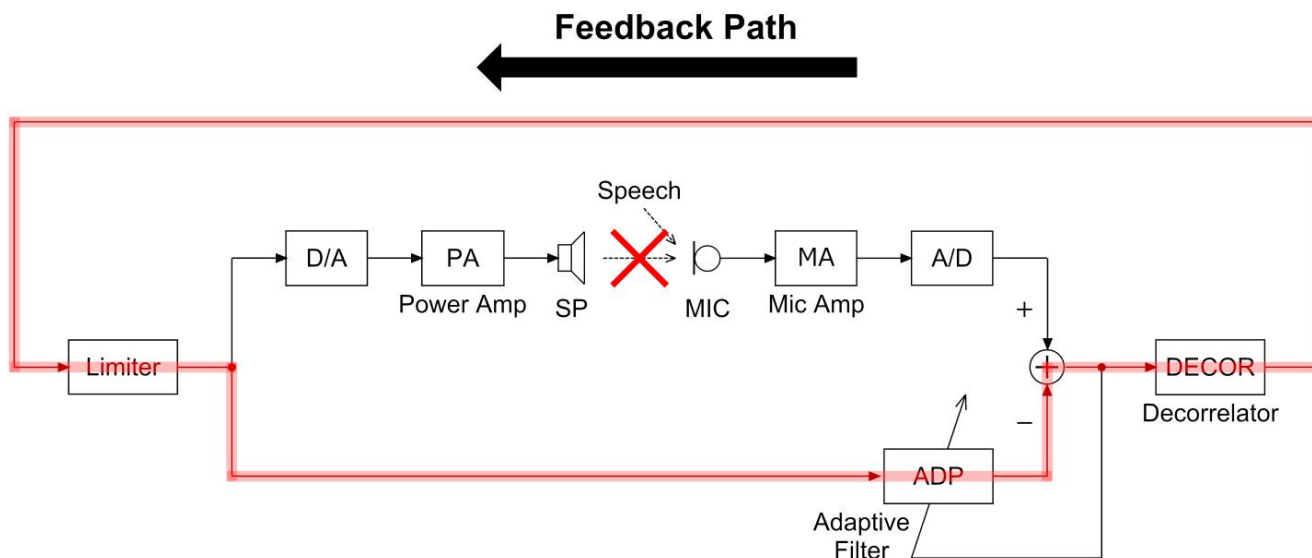 Feedback Path
Speech
D/A
PA
MA
A/D
Power Amp
SP
MIC
Mic Amp
+
Limiter
+
DECOR
Decorrelator
−
ADP
Adaptive
Filter